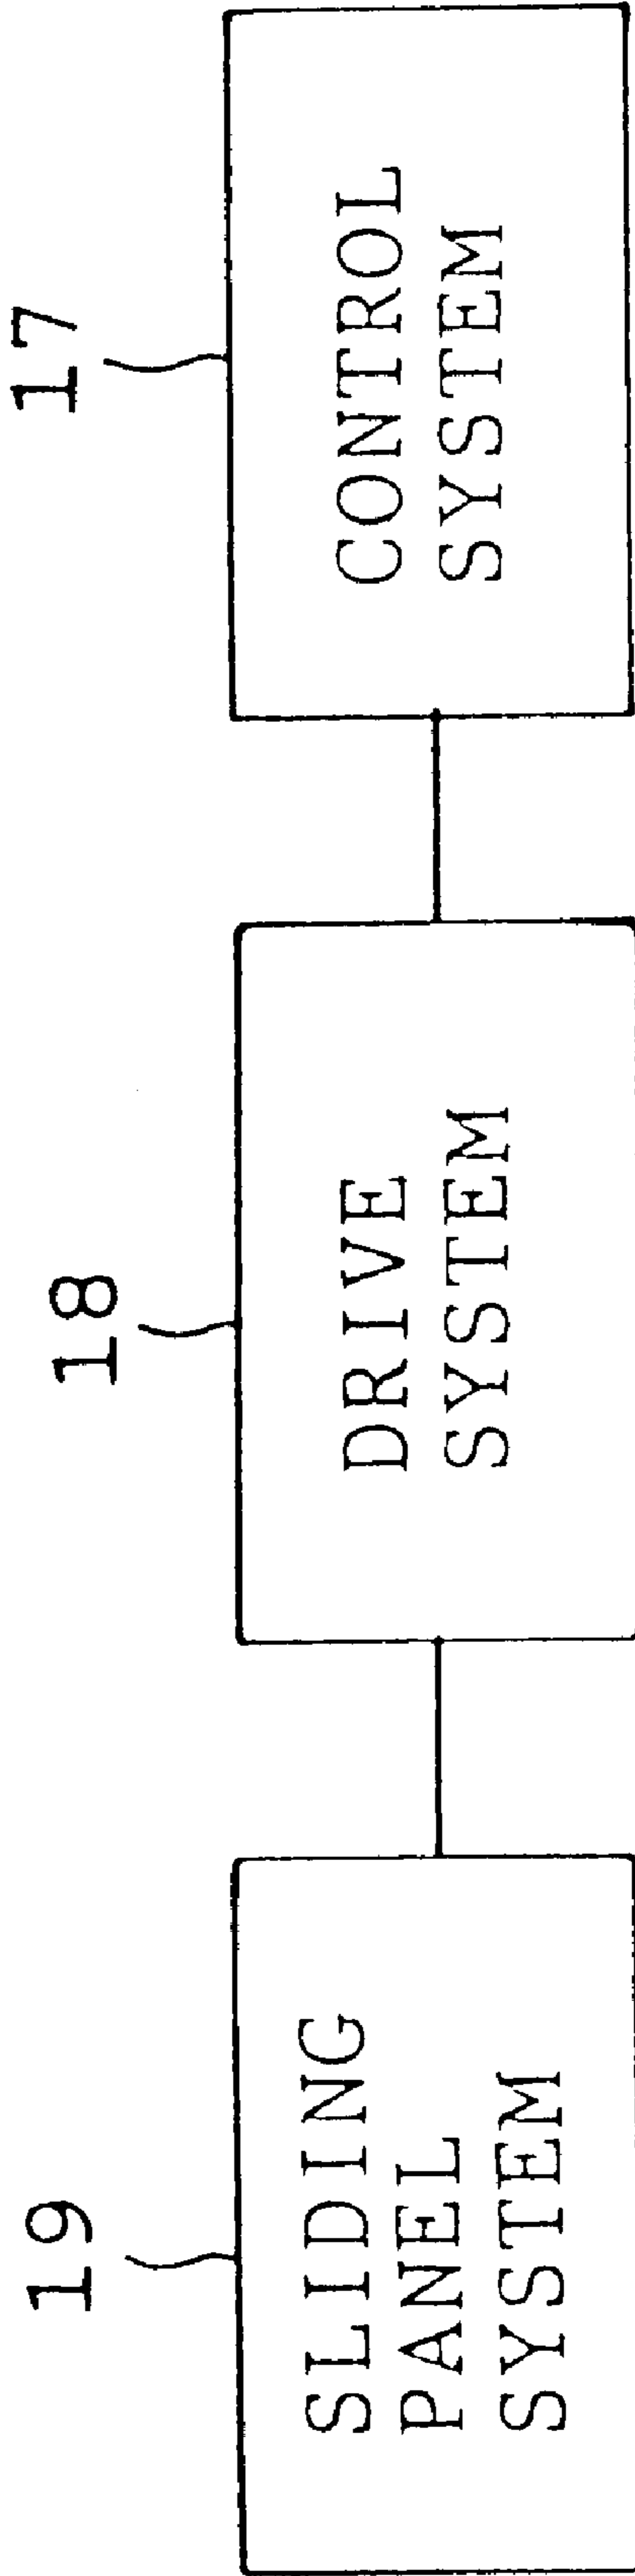 19
SLIDING
PANEL
SYSTEM
18
DRIVE
SYSTEM
17
CONTROL
SYSTEM